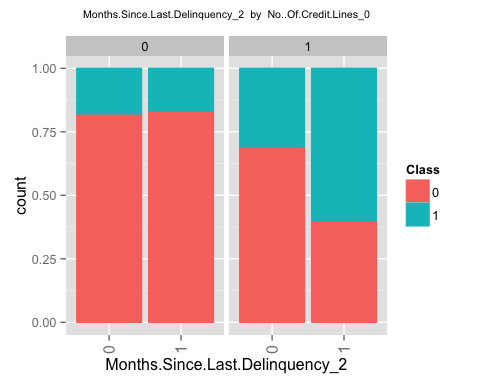 Months.Since.Last.Delinquency_2 by No..Of.Credit.Lines_0
0 1
1.00
0.75
0.50
0.25
0.00
count
0 1 0 1
Months.Since.Last.Delinquency_2
Class
0
1